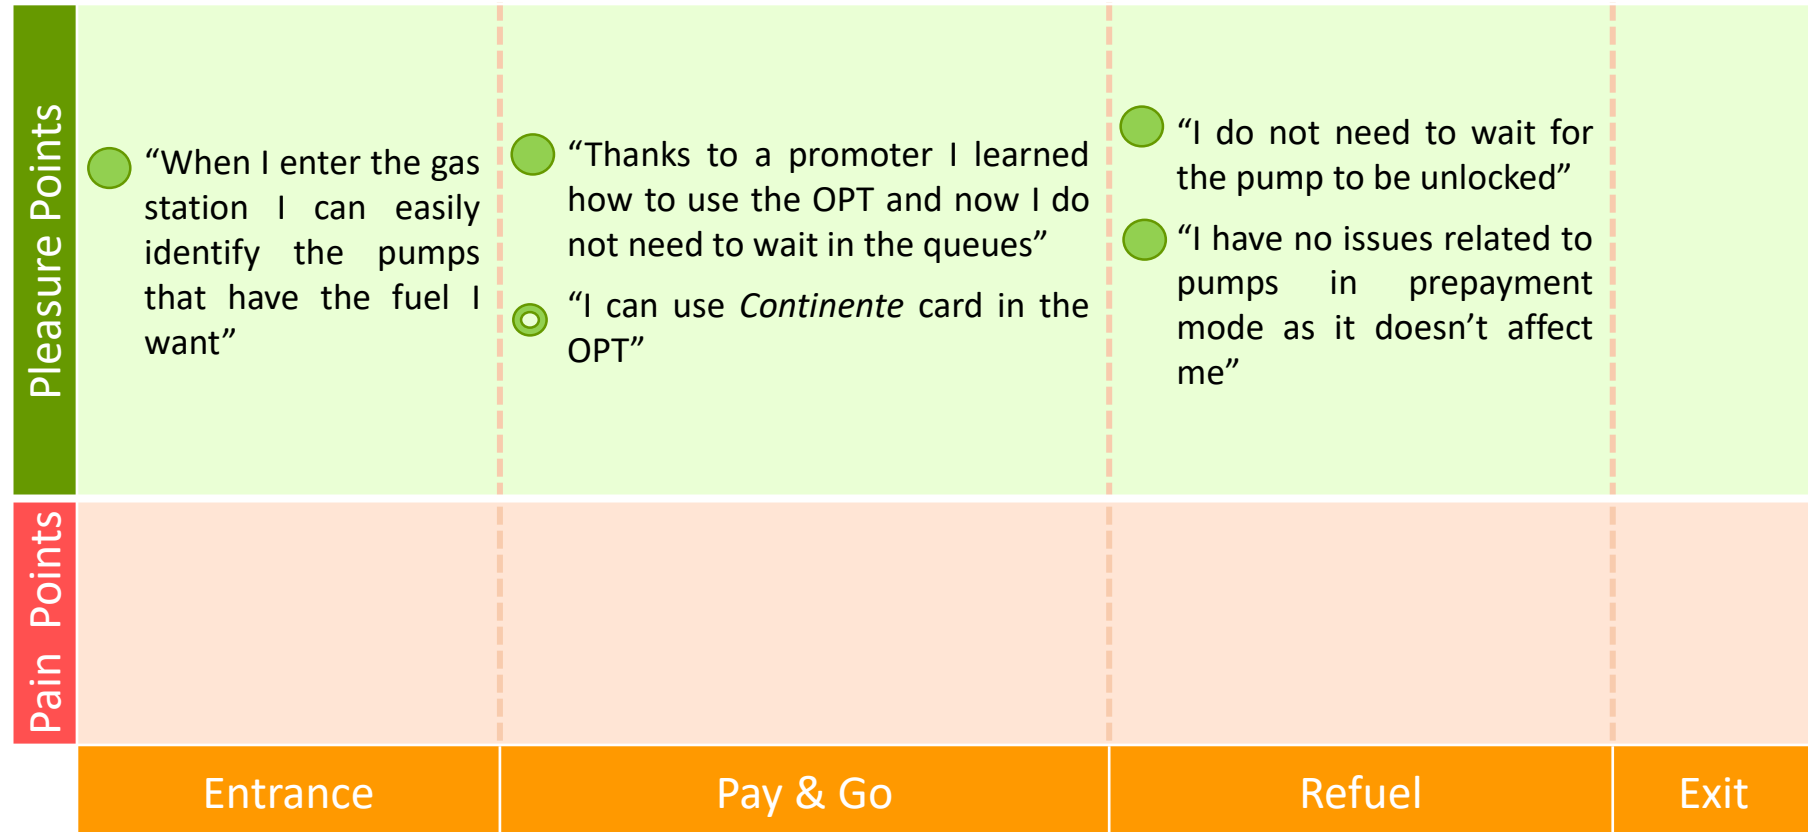 Pleasure Points
“When I enter the gas
station I can easily
identify the pumps
that have the fuel I
want”
“Thanks to a promoter I learned
how to use the OPT and now I do
not need to wait in the queues”
“I can use Continente card in the
OPT”
“I do not need to wait for
the pump to be unlocked”
“I have no issues related to
pumps in prepayment
mode as it doesn’t affect
me”
Pain Points
Entrance
Pay & Go
Refuel
Exit